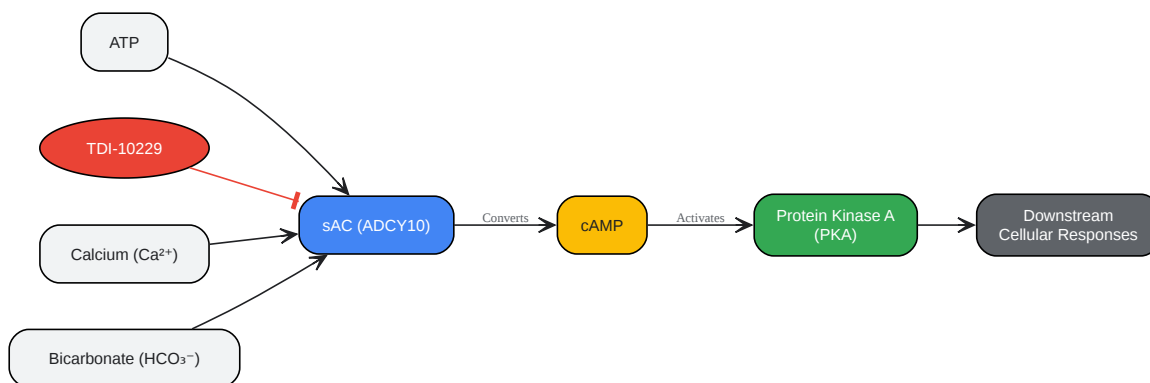 ATP
TDI-10229
Calcium (Ca²⁺)
Bicarbonate (HCO₃⁻)
sAC (ADCY10)
Converts
cAMP
Activates
Protein Kinase A
(PKA)
Downstream
Cellular Responses